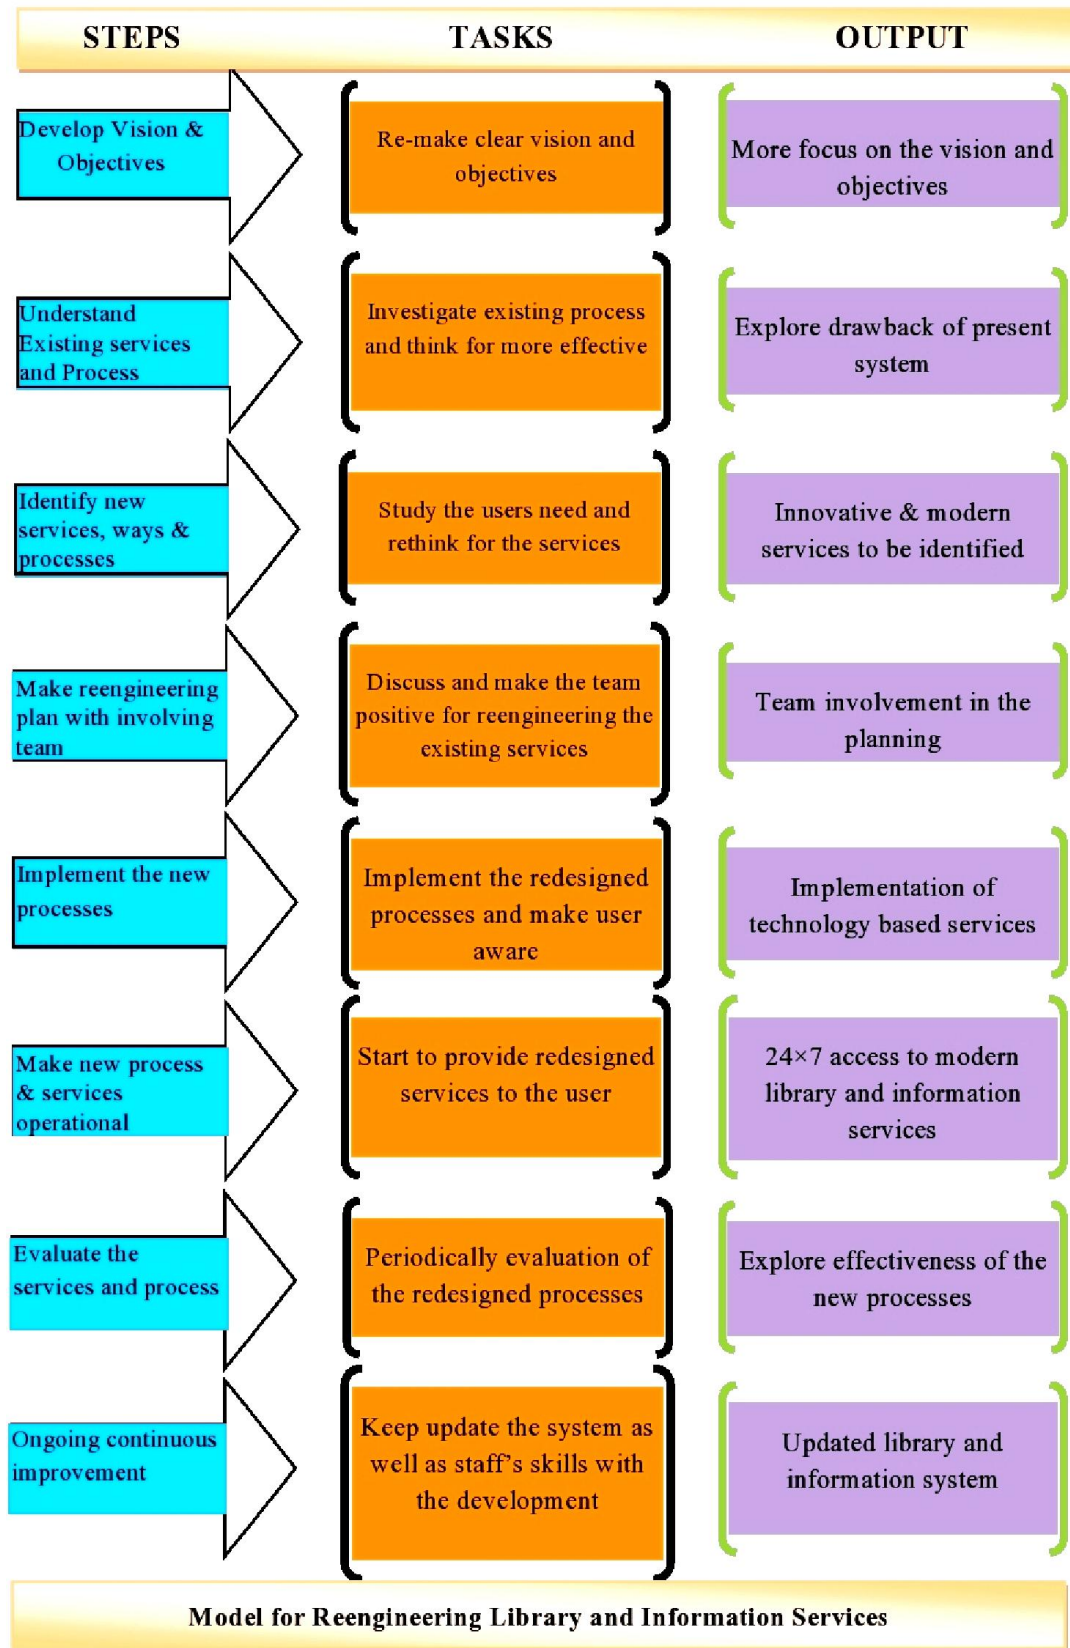 STEPS
TASKS
OUTPUT
Develop Vision &
Objectives
Re-make clear vision and
objectives
More focus on the vision and
objectives
Understand
Existing services
and Process
Investigate existing process
and think for more effective
Explore drawback of present
system
Identify new
services, ways &
processes
Study the users need and
rethink for the services
Innovative & modern
services to be identified
Make reengineering
plan with involving
team
Discuss and make the team
positive for reengineering the
existing services
Team involvement in the
planning
Implement the new
processes
Implement the redesigned
processes and make user
aware
Implementation of
technology based services
Make new process
& services
operational
Start to provide redesigned
services to the user
24×7 access to modern
library and information
services
Evaluate the
services and process
Periodically evaluation of
the redesigned processes
Explore effectiveness of the
new processes
Ongoing continuous
improvement
Keep update the system as
well as staff’s skills with
the development
Updated library and
information system
Model for Reengineering Library and Information Services